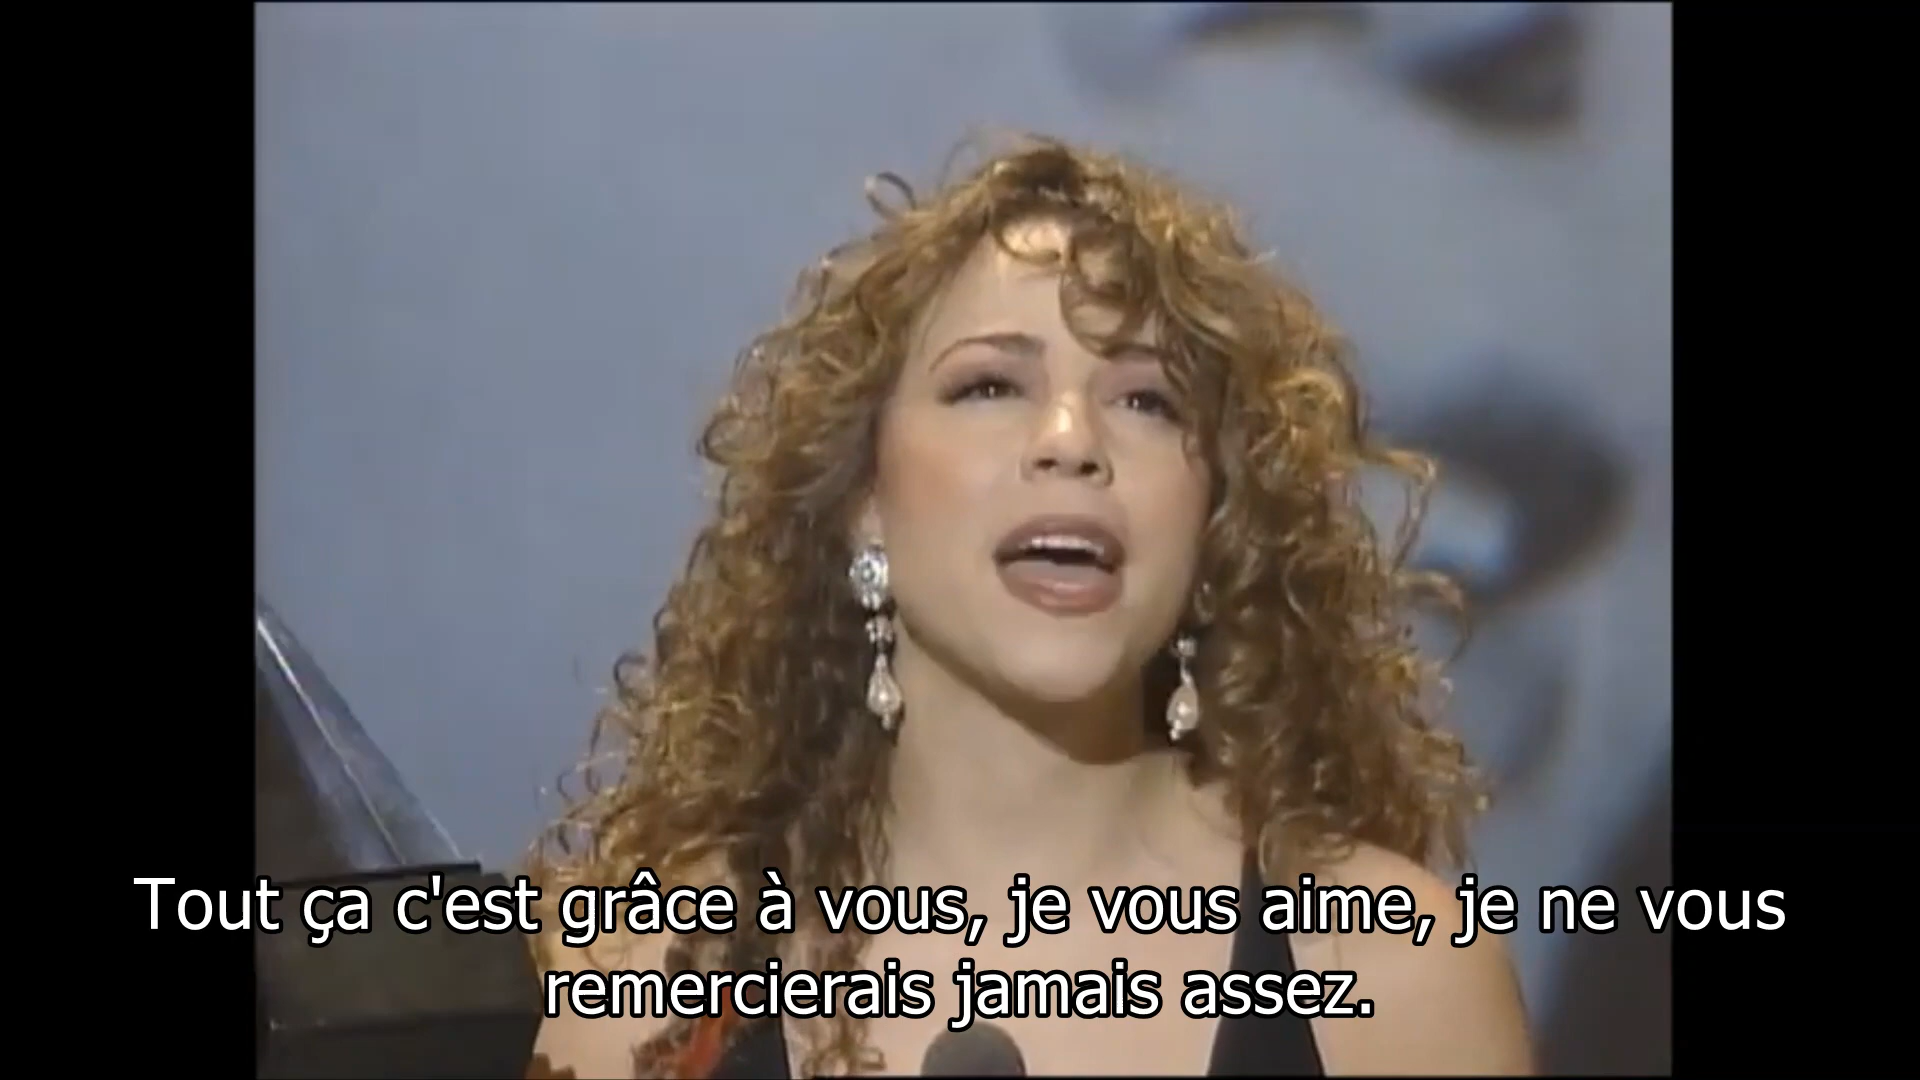 Tout ça c'est grâce à vous, je vous aime, je ne vous
remercierais jamais assez.